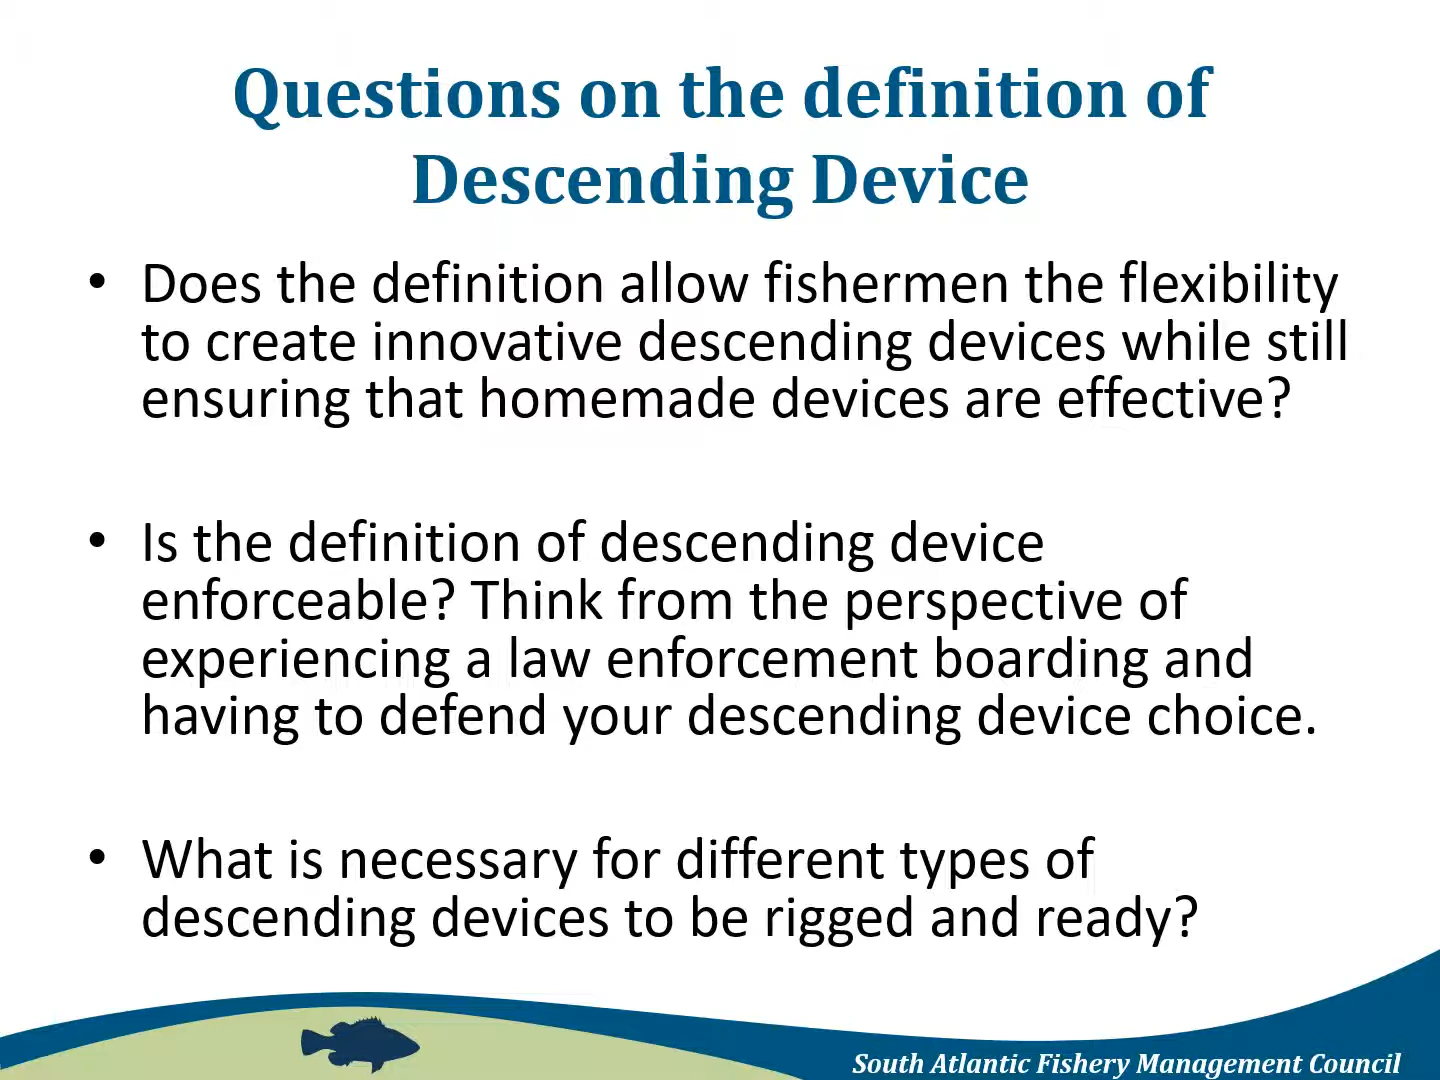 Questions on the definition of
Descending Device
• Does the definition allow fishermen the flexibility
to create innovative descending devices while still
ensuring that homemade devices are effective?
• Is the definition of descending device
enforceable? Think from the perspective of
experiencing a law enforcement boarding and
having to defend your descending device choice.
• What is necessary for different types of
descending devices to be rigged and ready?
South Atlantic Fishery Management Council